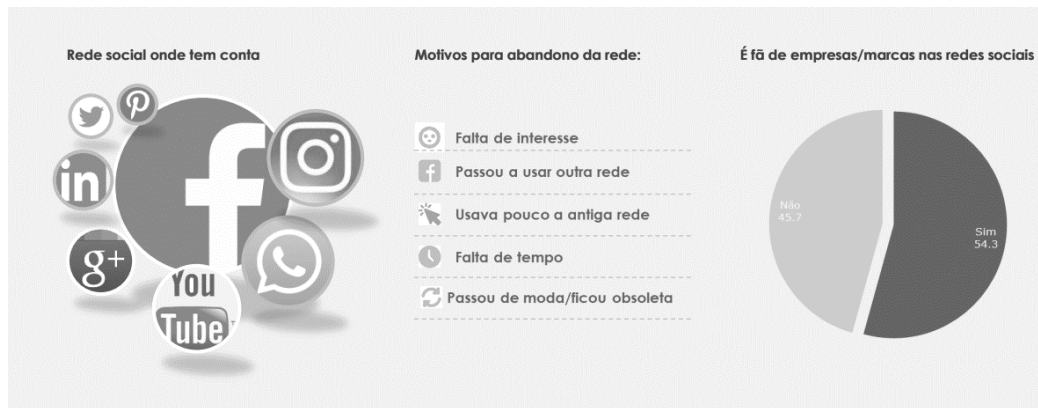 Rede social onde tem conta
in
g+
You
Tube
Motivos para abandono da rede:
Falta de interesse
Passou a usar outra rede
Usava pouco a antiga rede
Falta de tempo
Passou de moda/ficou obsoleta
É fã de empresas/marcas nas redes sociais
Não
45.7
Sim
54.3